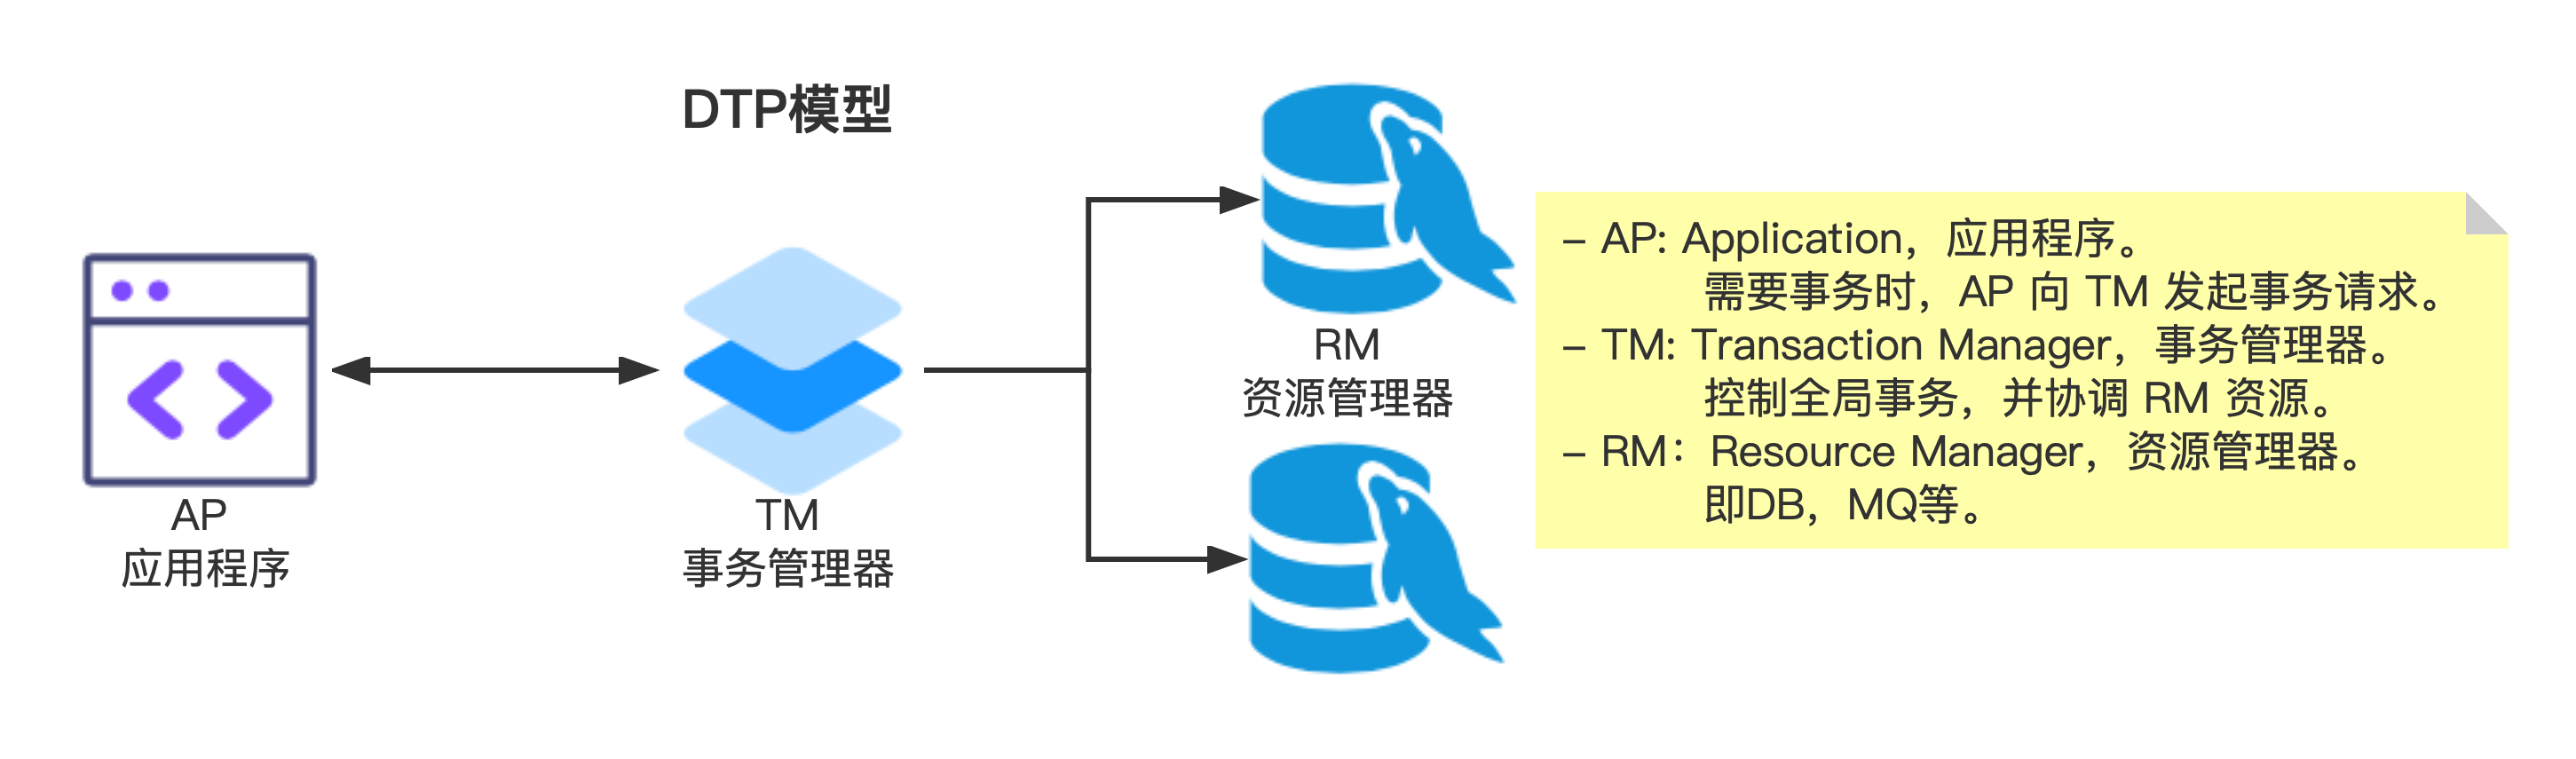 DTP模型
AP
应用程序
TM
事务管理器
RM
资源管理器
– AP: Application，应用程序。
需要事务时，AP 向 TM 发起事务请求。
– TM: Transaction Manager，事务管理器。
控制全局事务，并协调 RM 资源。
– RM：Resource Manager，资源管理器。
即DB，MQ等。